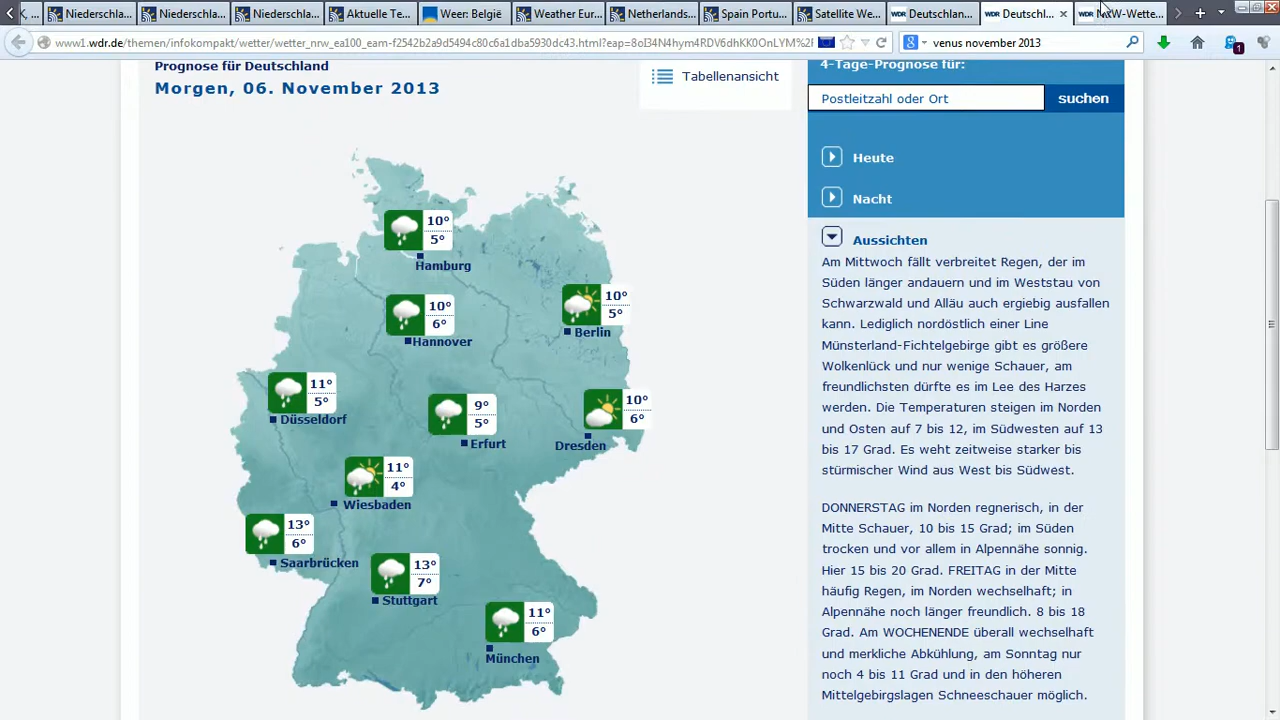 Niederschla...
Niederschla...
Niederschla...
Aktuelle Te...
Weer: België
Weather Eur...
Netherlands...
Spain Portu...
Satellite We...
WDR Deutschlan...
WDR Deutschl...
WDR NRW-Wette...
www1.wdr.de/themen/infokompakt/wetter/wetter_nrw_ea100_eam-f2542b2a9d5494c80c6a1dba5930dc43.html?eap=8oI34N4hym4RDV6dhKK0OnLYM%2
venus november 2013
1
Prognose für Deutschland
Morgen, 06. November 2013
Tabellenansicht
4-Tage-Prognose für:
Postleitzahl oder Ort
suchen
Heute
Nacht
Aussichten
Am Mittwoch fällt verbreitet Regen, der im
Süden länger andauern und im Weststau von
Schwarzwald und Alläu auch ergiebig ausfallen
kann. Lediglich nordöstlich einer Line
Münsterland-Fichtelgebirge gibt es größere
Wolkenlück und nur wenige Schauer, am
freundlichsten dürfte es im Lee des Harzes
werden. Die Temperaturen steigen im Norden
und Osten auf 7 bis 12, im Südwesten auf 13
bis 17 Grad. Es weht zeitweise starker bis
stürmischer Wind aus West bis Südwest.
DONNERSTAG im Norden regnerisch, in der
Mitte Schauer, 10 bis 15 Grad; im Süden
trocken und vor allem in Alpennähe sonnig.
Hier 15 bis 20 Grad. FREITAG in der Mitte
häufig Regen, im Norden wechselhaft; in
Alpennähe noch länger freundlich. 8 bis 18
Grad. Am WOCHENENDE überall wechselhaft
und merkliche Abkühlung, am Sonntag nur
noch 4 bis 11 Grad und in den höheren
Mittelgebirgslagen Schneeschauer möglich.
10°
5°
Hamburg
10°
6°
Hannover
10°
5°
Berlin
11°
5°
Düsseldorf
9°
5°
Erfurt
10°
6°
Dresden
11°
4°
Wiesbaden
13°
6°
Saarbrücken
13°
7°
Stuttgart
11°
6°
München